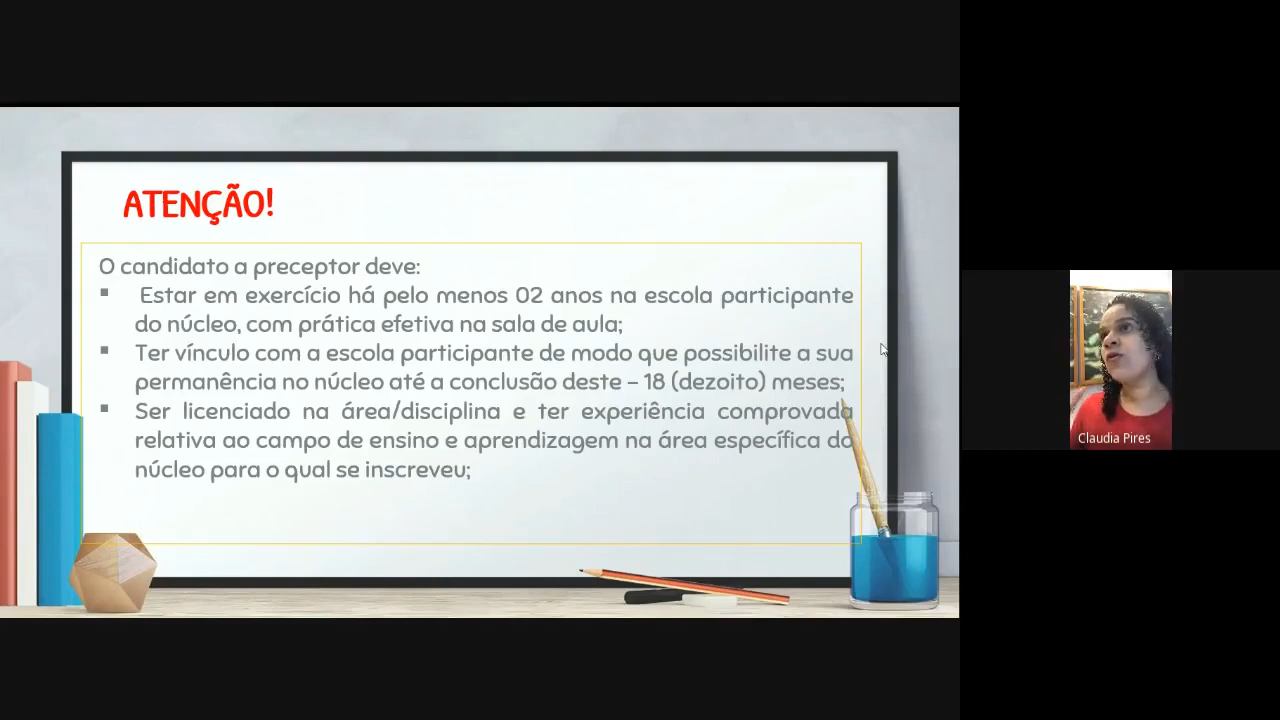 ATENÇÃO!
O candidato a preceptor deve:
▪ Estar em exercício há pelo menos 02 anos na escola participante
do núcleo, com prática efetiva na sala de aula;
▪ Ter vínculo com a escola participante de modo que possibilite a sua
permanência no núcleo até a conclusão deste – 18 (dezoito) meses;
▪ Ser licenciado na área/disciplina e ter experiência comprovada
relativa ao campo de ensino e aprendizagem na área específica do
núcleo para o qual se inscreveu;
Claudia Pires